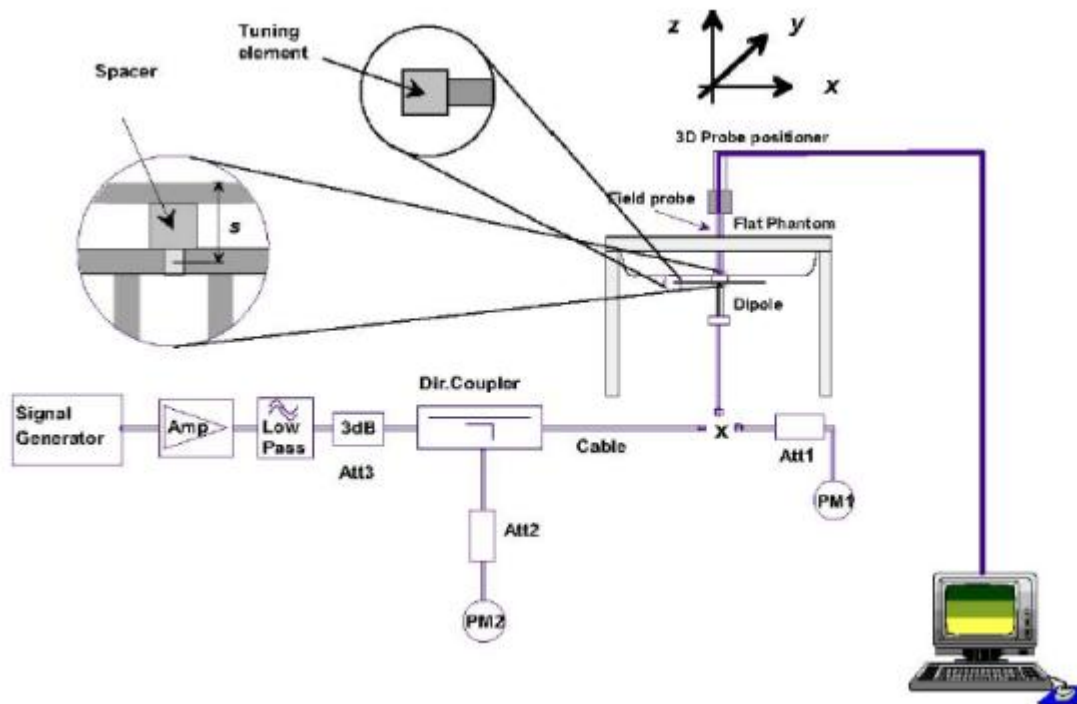 Tuning
element
Spacer
z
y
x
3D Probe positioner
Field probe
Flat Phantom
s
Dipole
Dir.Coupler
Signal
Generator
Amp
Low
Pass
3dB
Att3
Cable
x
Att1
PM1
Att2
PM2